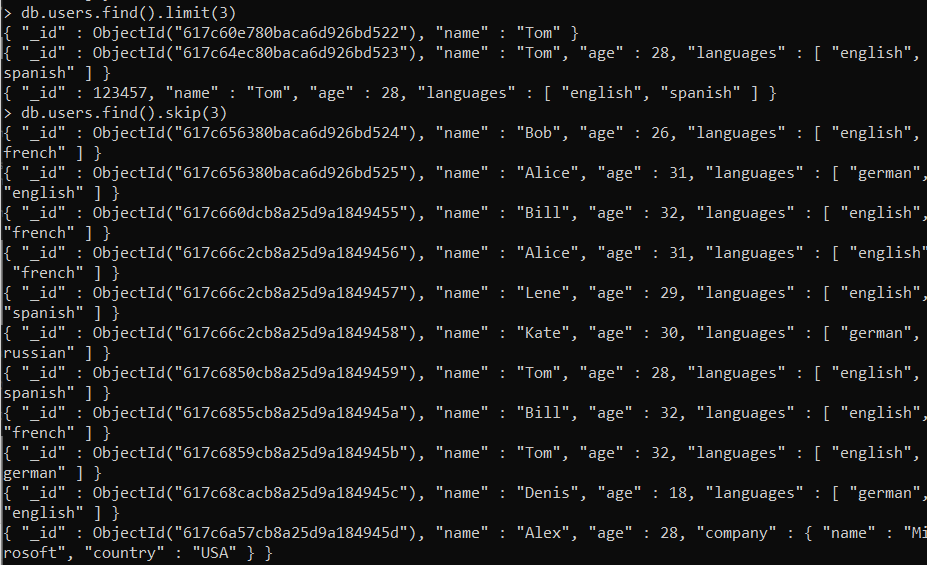 > db.users.find().limit(3)
{ "_id" : ObjectId("617c60e780baca6d926bd522"), "name" : "Tom" }
{ "_id" : ObjectId("617c64ec80baca6d926bd523"), "name" : "Tom", "age" : 28, "languages" : [ "english",
spanish" ] }
{ "_id" : 123457, "name" : "Tom", "age" : 28, "languages" : [ "english", "spanish" ] }
> db.users.find().skip(3)
{ "_id" : ObjectId("617c656380baca6d926bd524"), "name" : "Bob", "age" : 26, "languages" : [ "english",
french" ] }
{ "_id" : ObjectId("617c656380baca6d926bd525"), "name" : "Alice", "age" : 31, "languages" : [ "german",
"english" ] }
{ "_id" : ObjectId("617c660dcb8a25d9a1849455"), "name" : "Bill", "age" : 32, "languages" : [ "english",
"french" ] }
{ "_id" : ObjectId("617c66c2cb8a25d9a1849456"), "name" : "Alice", "age" : 31, "languages" : [ "english"
"french" ] }
{ "_id" : ObjectId("617c66c2cb8a25d9a1849457"), "name" : "Lene", "age" : 29, "languages" : [ "english",
"spanish" ] }
{ "_id" : ObjectId("617c66c2cb8a25d9a1849458"), "name" : "Kate", "age" : 30, "languages" : [ "german",
russian" ] }
{ "_id" : ObjectId("617c6850cb8a25d9a1849459"), "name" : "Tom", "age" : 28, "languages" : [ "english",
spanish" ] }
{ "_id" : ObjectId("617c6855cb8a25d9a184945a"), "name" : "Bill", "age" : 32, "languages" : [ "english",
"french" ] }
{ "_id" : ObjectId("617c6859cb8a25d9a184945b"), "name" : "Tom", "age" : 32, "languages" : [ "english",
german" ] }
{ "_id" : ObjectId("617c68cacb8a25d9a184945c"), "name" : "Denis", "age" : 18, "languages" : [ "german",
"english" ] }
{ "_id" : ObjectId("617c6a57cb8a25d9a184945d"), "name" : "Alex", "age" : 28, "company" : { "name" : "Mi
rosoft", "country" : "USA" } }